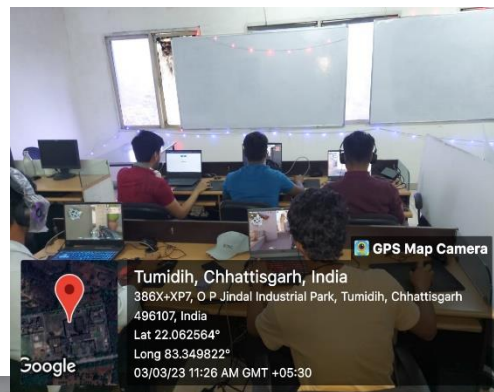 GPS Map Camera
Tumidih, Chhattisgarh, India
386X+XP7, O P Jindal Industrial Park, Tumidih, Chhattisgarh
496107, India
Lat 22.062564°
Long 83.349822°
03/03/23 11:26 AM GMT +05:30
Google